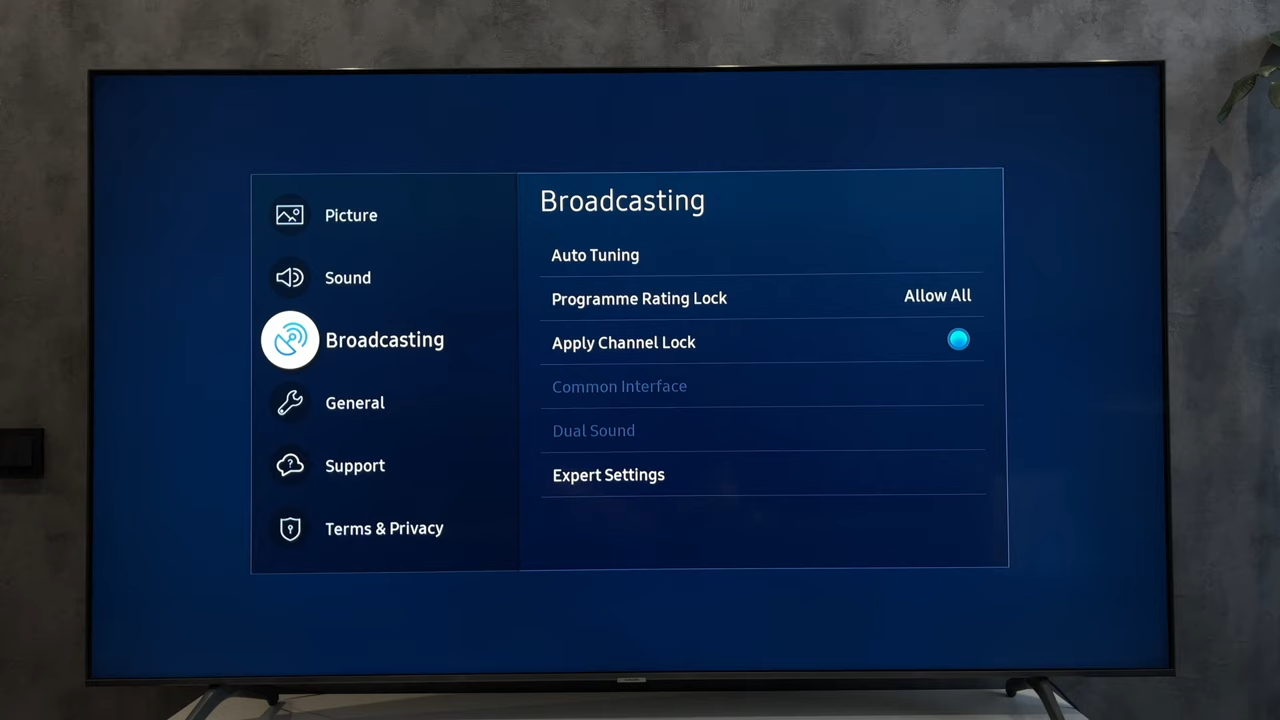 Picture
Sound
Broadcasting
General
Support
Terms & Privacy
Broadcasting
Auto Tuning
Programme Rating Lock Allow All
Apply Channel Lock
Common Interface
Dual Sound
Expert Settings